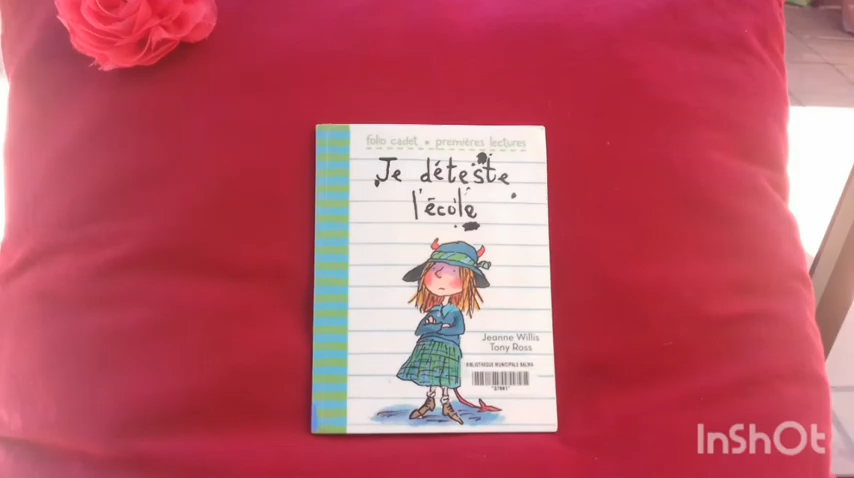 folio cadet • premières lectures
Je déteste
l'école
Jeanne Willis
Tony Ross
BIBLIOTHEQUE MUNICIPALE BALMA
InShOt